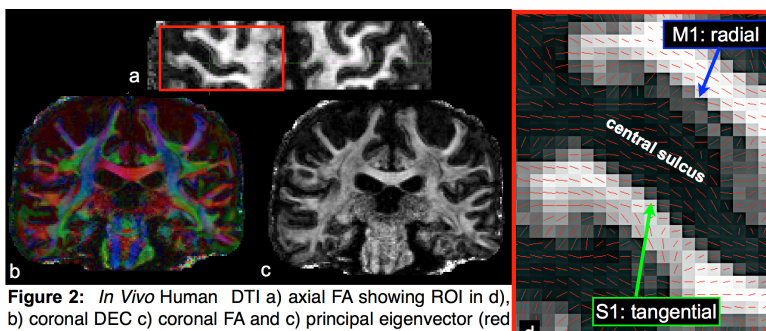 a
M1: radial
central sulcus
b
c
S1: tangential
d
Figure 2: In Vivo Human DTI a) axial FA showing ROI in d),
b) coronal DEC c) coronal FA and c) principal eigenvector (red